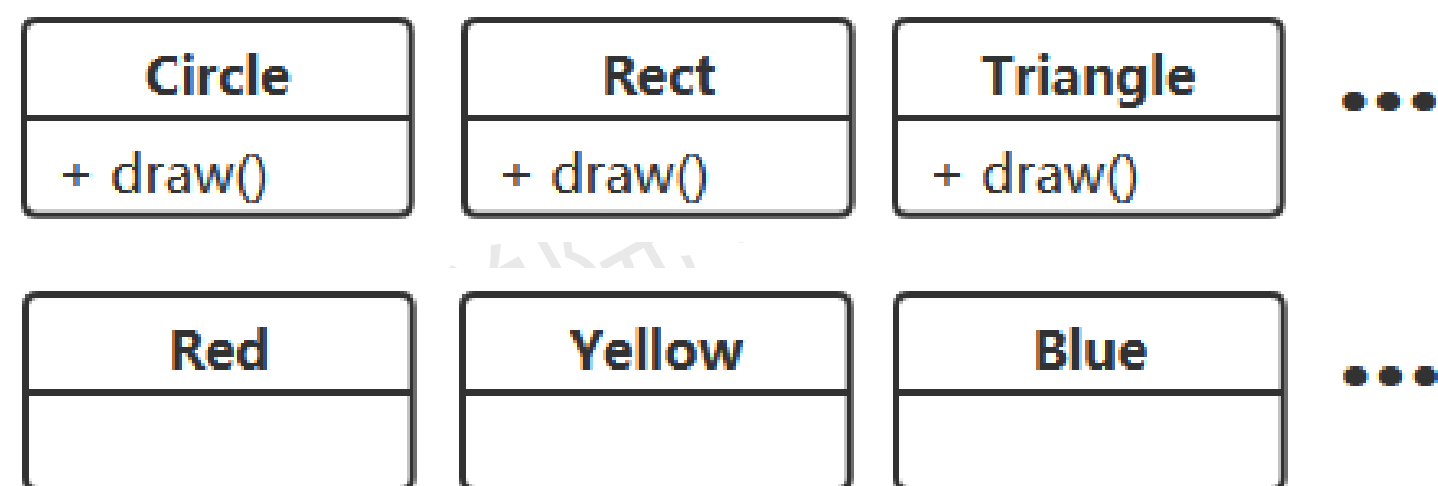 Circle Rect Triangle •••
+ draw() + draw() + draw()
Red Yellow Blue •••